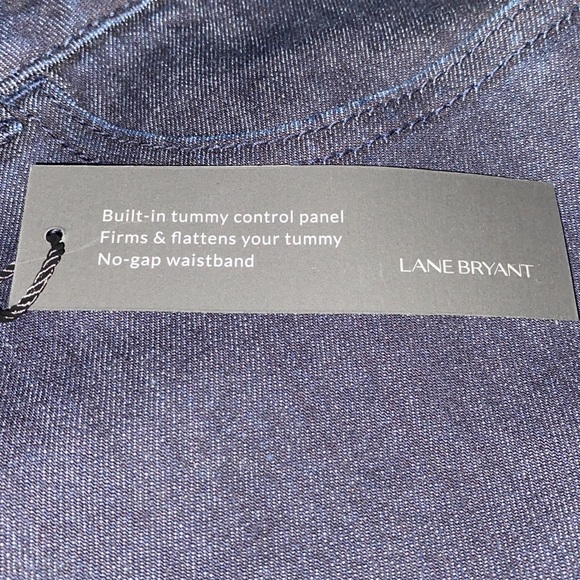 Built-in tummy control panel
Firms & flattens your tummy
No-gap waistband
LANE BRYANT